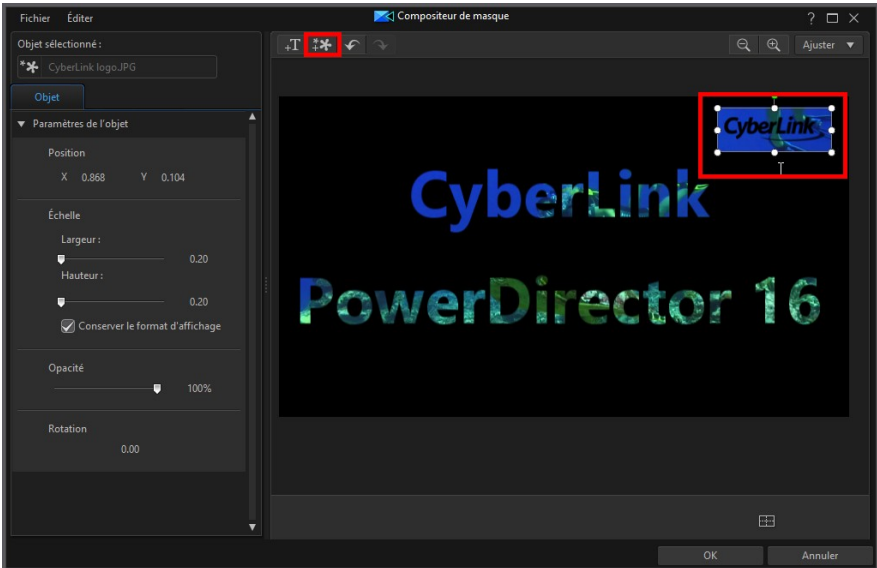 Fichier Éditer
Compositeur de masque
?
Objet sélectionné :
CyberLink logo.JPG
+T
Ajuster
Objet
Paramètres de l'objet
Position
X 0.868 Y 0.104
Échelle
Largeur :
0.20
Hauteur :
0.20
Conserver le format d'affichage
Opacité
100%
Rotation
0.00
CyberLink
CyberLink
PowerDirector 16
OK Annuler